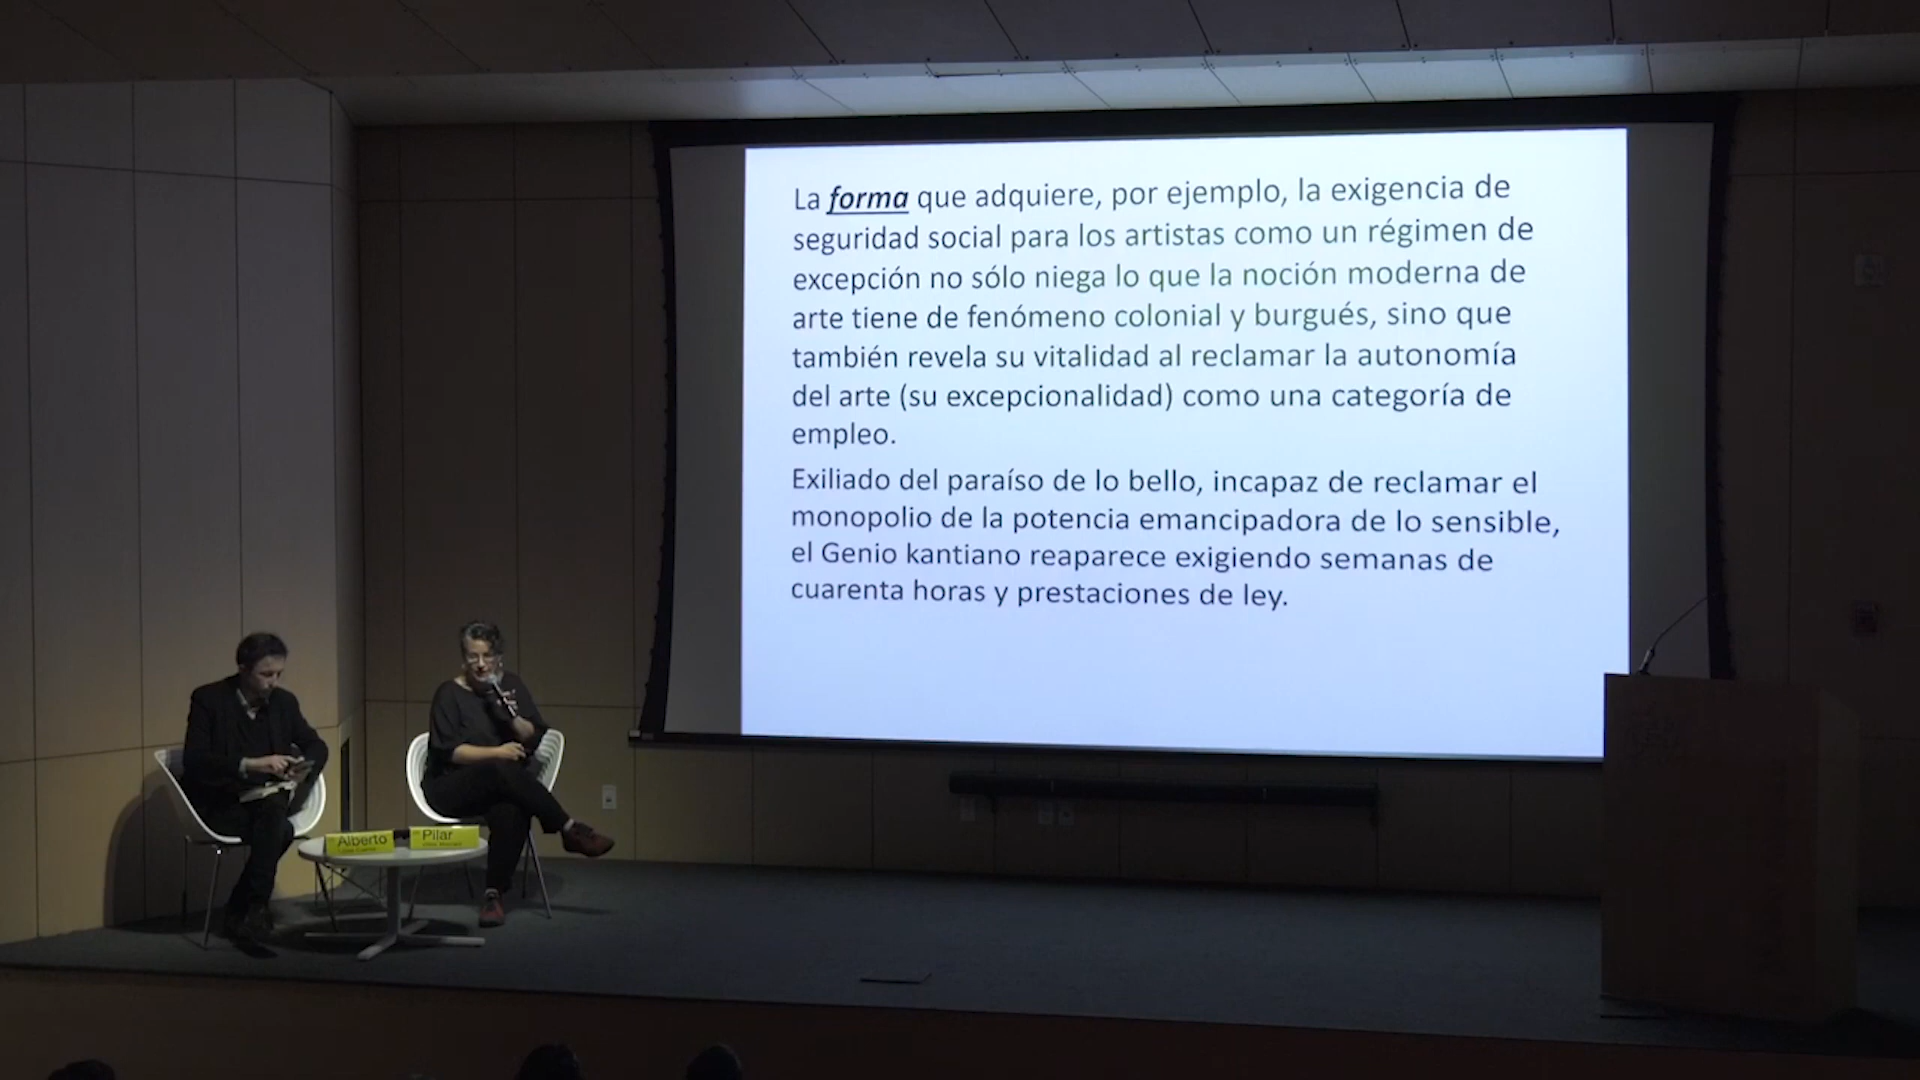 La forma que adquiere, por ejemplo, la exigencia de
seguridad social para los artistas como un régimen de
excepción no sólo niega lo que la noción moderna de
arte tiene de fenómeno colonial y burgués, sino que
también revela su vitalidad al reclamar la autonomía
del arte (su excepcionalidad) como una categoría de
empleo.
Exiliado del paraíso de lo bello, incapaz de reclamar el
monopolio de la potencia emancipadora de lo sensible,
el Genio kantiano reaparece exigiendo semanas de
cuarenta horas y prestaciones de ley.
Alberto
Pilar